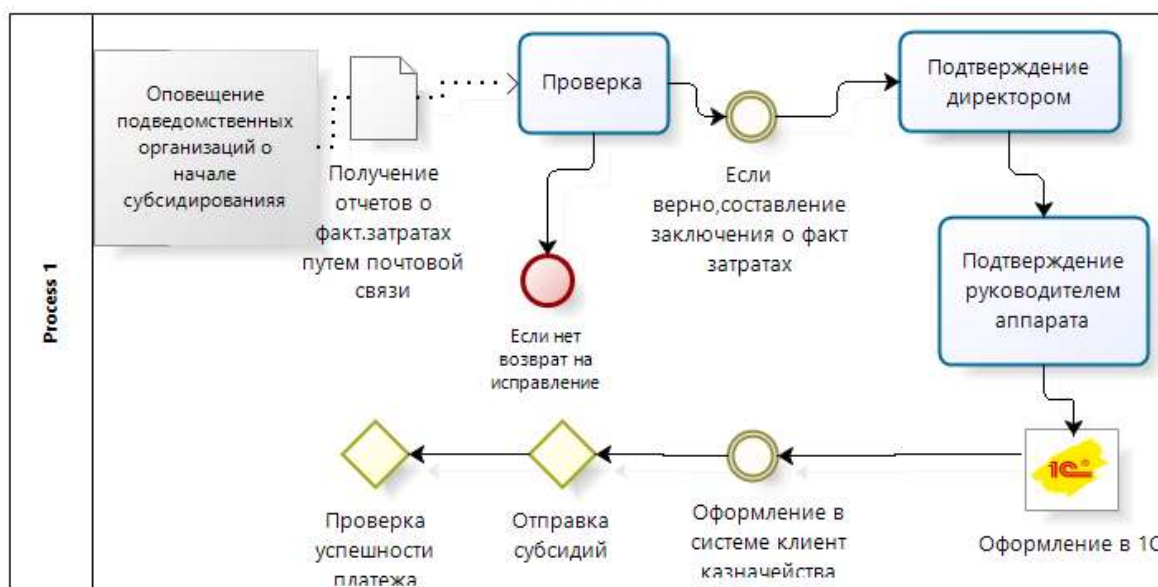 Process 1
Оповещение
подведомственных
организаций о
начале
субсидированияя
Получение
отчетов о
факт.затратах
путем почтовой
связи
Проверка
Если нет
возврат на
исправление
Если
верно,составление
заключения о факт
затратах
Подтверждение
директором
Подтверждение
руководителем
аппарата
1С
Оформление в 1С
Оформление в
системе клиент
казначейства
Отправка
субсидий
Проверка
успешности
платежа